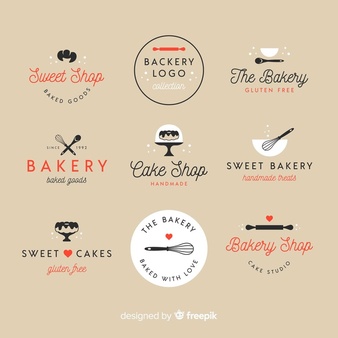 Sweet Shop
BAKED GOODS
BACKERY
LOGO
collection
The Bakery
GLUTEN FREE
SINCE 1992
BAKERY
baked goods
Cake Shop
HANDMADE
SWEET BAKERY
handmade treats
SWEET CAKES
gluten free
THE BAKERY
BAKED WITH LOVE
Bakery Shop
CAKE STUDIO
designed by freepik